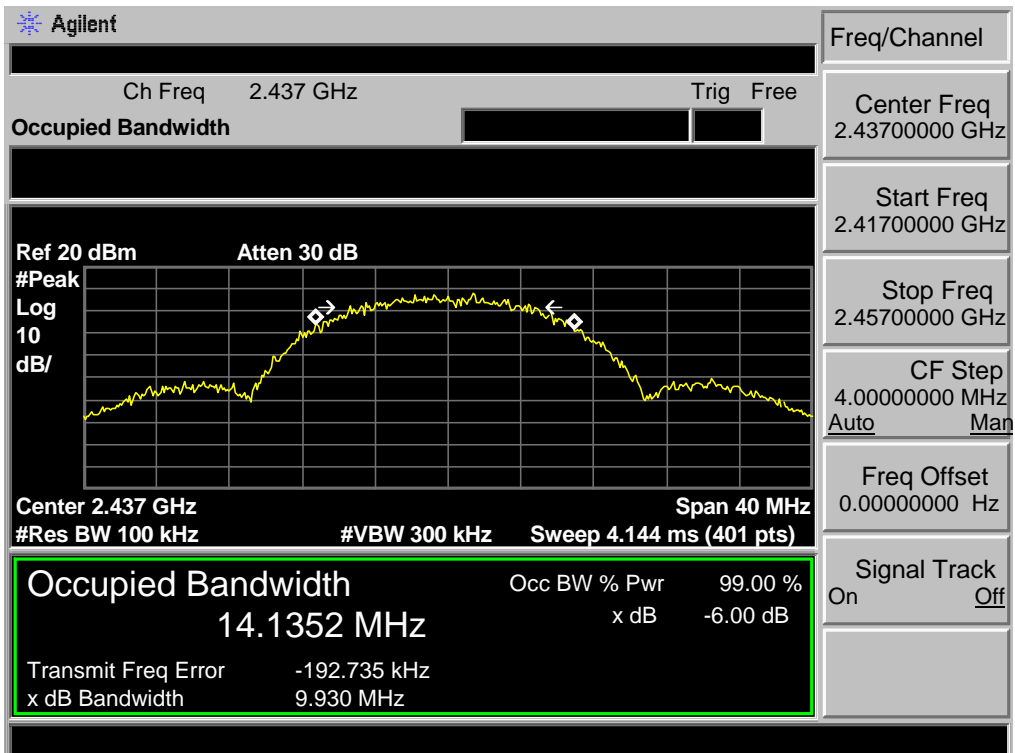 Agilent
Freq/Channel
Ch Freq 2.437 GHz Trig Free
Occupied Bandwidth
Center Freq
2.43700000 GHz
Start Freq
2.41700000 GHz
Stop Freq
2.45700000 GHz
CF Step
4.00000000 MHz
Auto Man
Freq Offset
0.00000000 Hz
Signal Track
On Off
Ref 20 dBm Atten 30 dB
#Peak
Log
10
dB/
Center 2.437 GHz Span 40 MHz
#Res BW 100 kHz #VBW 300 kHz Sweep 4.144 ms (401 pts)
Occupied Bandwidth Occ BW % Pwr 99.00 %
14.1352 MHz x dB -6.00 dB
Transmit Freq Error -192.735 kHz
x dB Bandwidth 9.930 MHz